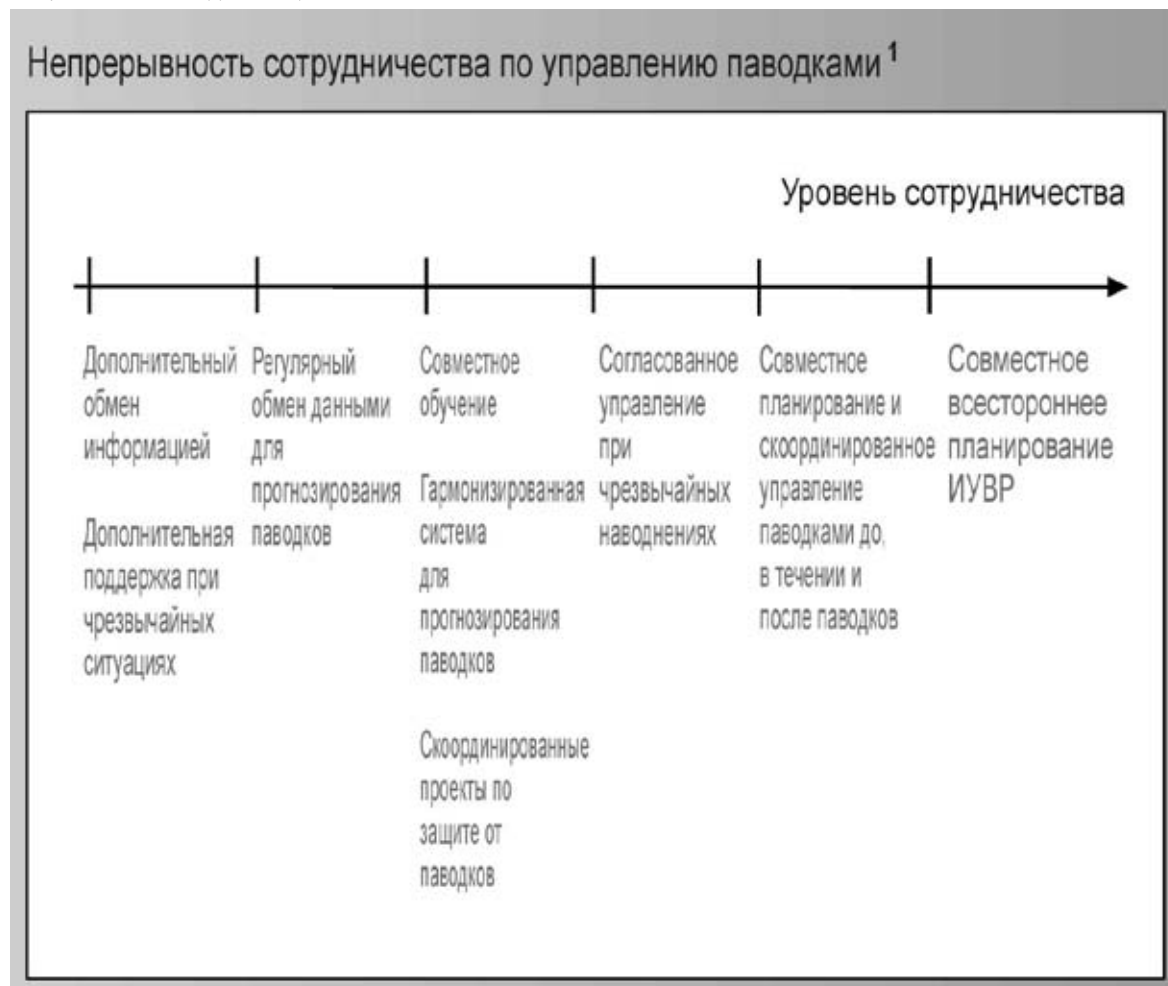 Непрерывность сотрудничества по управлению паводками 1
Уровень сотрудничества
Дополнительный
обмен
информацией
Дополнительная
поддержка при
чрезвычайных
ситуациях
Регулярный
обмен данными
для
прогнозирования
паводков
Совместное
обучение
Гармонизированная
система
для
прогнозирования
паводков
Скоординированные
проекты по
защите от
паводков
Согласованное
управление
при
чрезвычайных
наводнениях
Совместное
планирование и
скоординированное
управление
паводками до,
в течении и
после паводков
Совместное
всестороннее
планирование
ИУВР